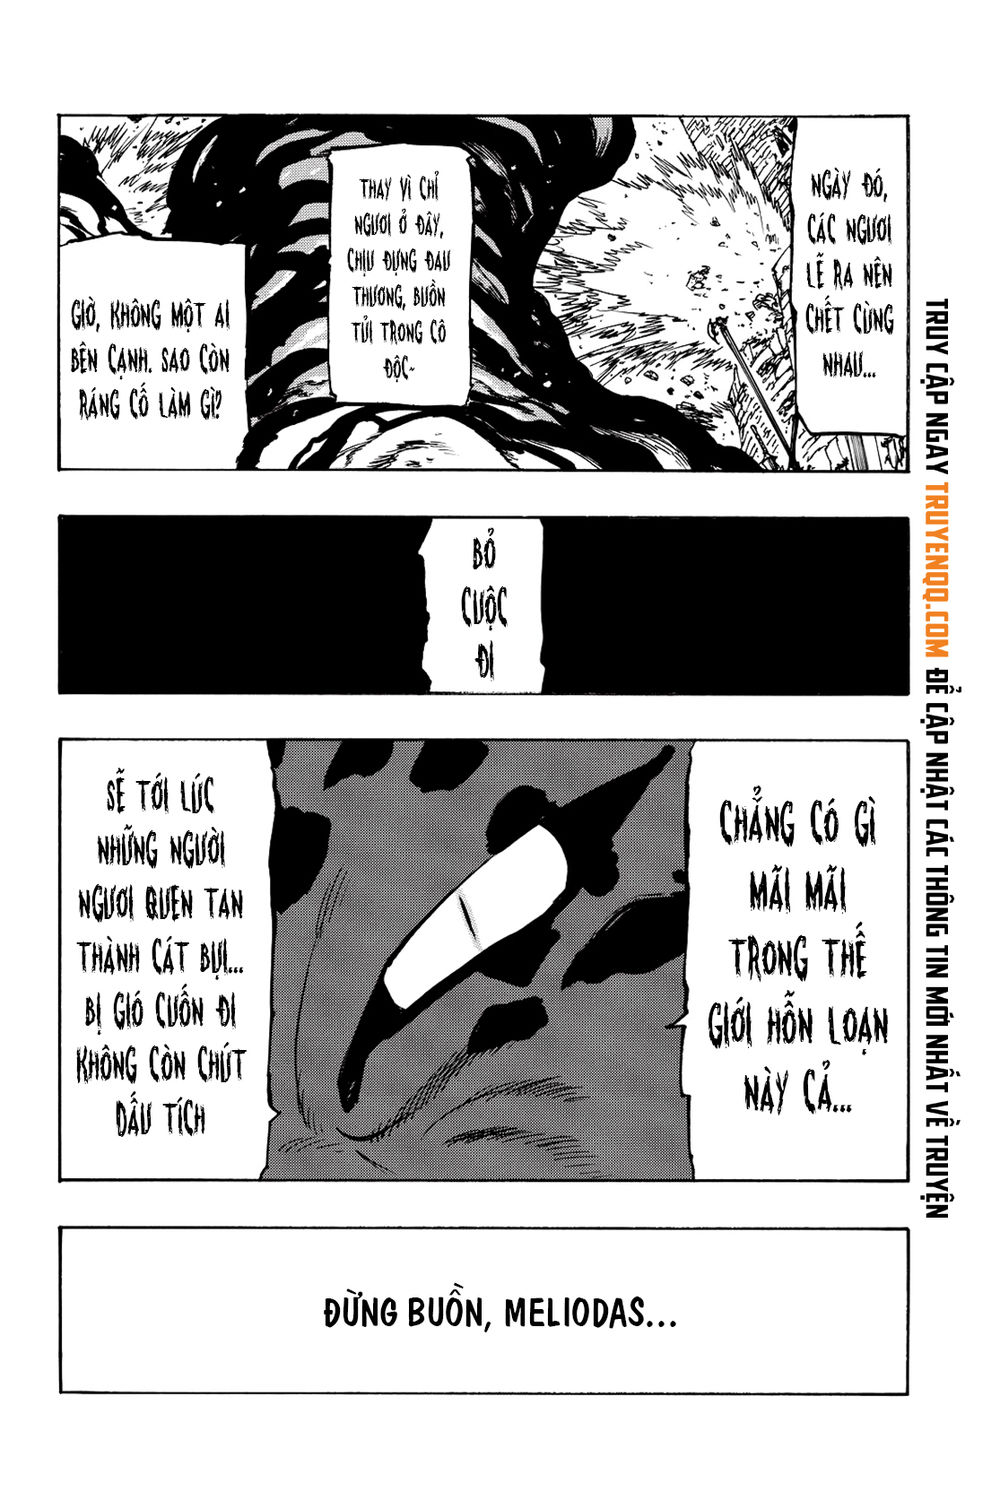 NGÀY ĐÓ,
CÁC NGƯƠI
LẼ RA NÊN
CHẾT CÙNG
NHAU...
THAY VÌ CHỈ
NGƯƠI Ở ĐÂY,
CHỊU ĐỰNG ĐAU
THƯƠNG, BUỒN
TỦI TRONG CÔ
ĐỘC~
GIỜ, KHÔNG MỘT AI
BÊN CẠNH. SAO CÒN
RÁNG CỐ LÀM GÌ?
BỎ
CUỘC
ĐI
CHẲNG CÓ GÌ
MÃI MÃI
TRONG THẾ
GIỚI HỖN LOẠN
NÀY CẢ...
SẼ TỚI LÚC
NHỮNG NGƯỜI
NGƯƠI QUEN TAN
THÀNH CÁT BỤI...
BỊ GIÓ CUỐN ĐI
KHÔNG CÒN CHÚT
DẤU TÍCH
ĐỪNG BUỒN, MELIODAS...
TRUY CẬP NGAY TRUYENQQ.COM ĐỂ CẬP NHẬT CÁC THÔNG TIN MỚI NHẤT VỀ TRUYỆN